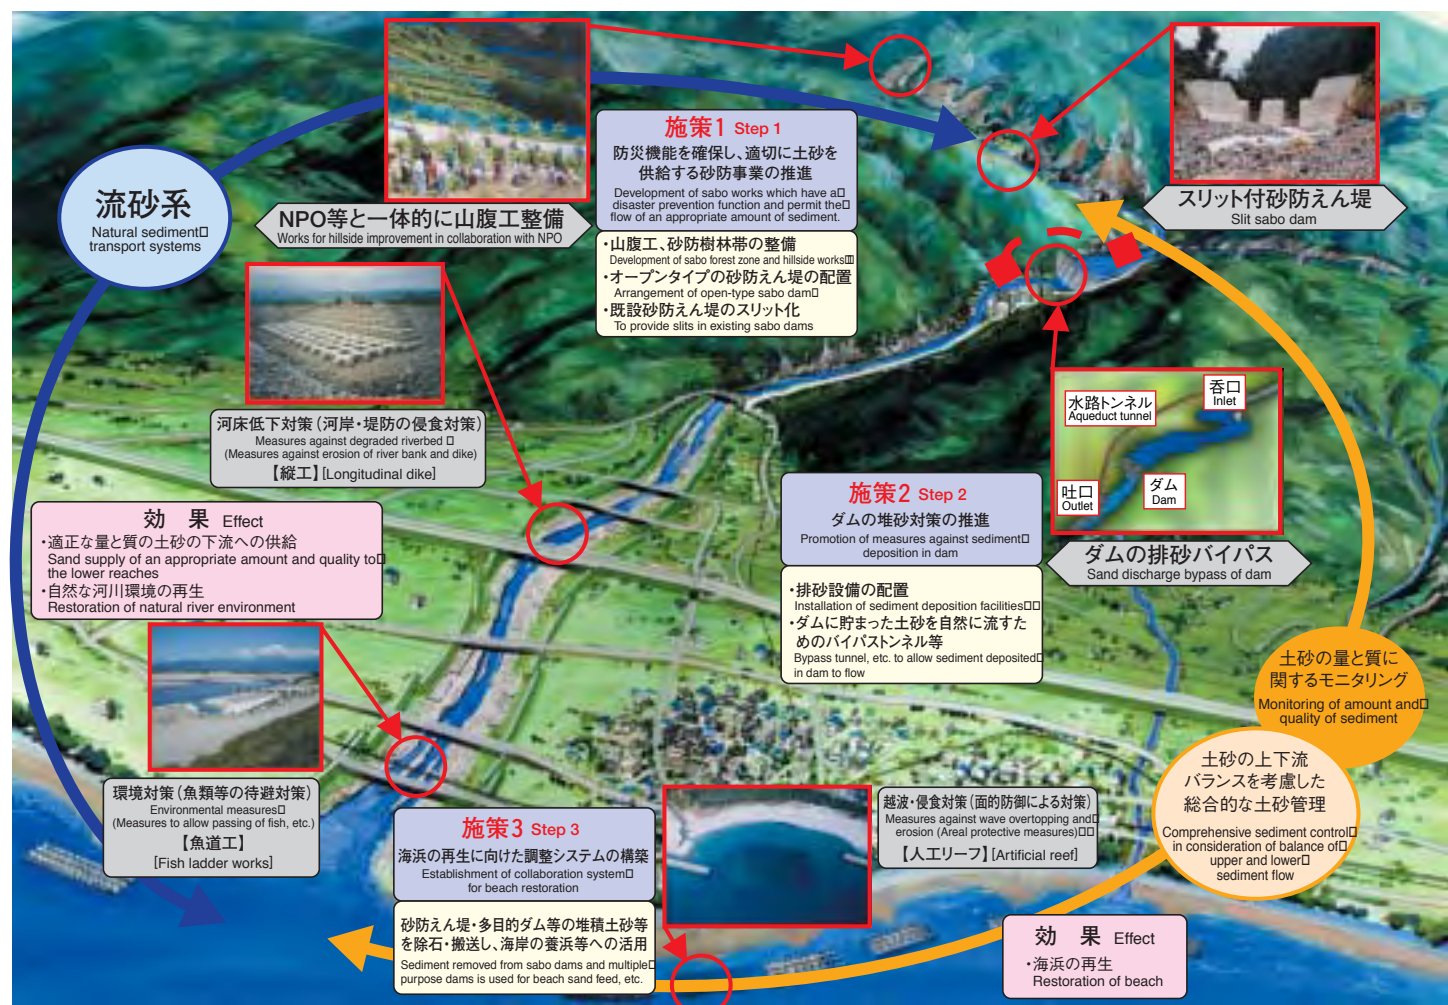 流砂系
Natural sediment
transport systems
NPO等と一体的に山腹工整備
Works for hillside improvement in collaboration with NPO
施策1 Step 1
防災機能を確保し、適切に土砂を
供給する砂防事業の推進
Development of sabo works which have a
disaster prevention function and permit the
flow of an appropriate amount of sediment.
・山腹工、砂防樹林帯の整備
Development of sabo forest zone and hillside works
・オープンタイプの砂防えん堤の配置
Arrangement of open-type sabo dam
・既設砂防えん堤のスリット化
To provide slits in existing sabo dams
スリット付砂防えん堤
Slit sabo dam
河床低下対策（河岸・堤防の侵食対策）
Measures against degraded riverbed
(Measures against erosion of river bank and dike)
【縦工】[Longitudinal dike]
水路トンネル
Aqueduct tunnel
呑口
Inlet
吐口
Outlet
ダム
Dam
ダムの排砂バイパス
Sand discharge bypass of dam
施策2 Step 2
ダムの堆砂対策の推進
Promotion of measures against sediment
deposition in dam
・排砂設備の配置
Installation of sediment deposition facilities
・ダムに貯まった土砂を自然に流すた
めのバイパストンネル等
Bypass tunnel, etc. to allow sediment deposited
in dam to flow
効 果 Effect
・適正な量と質の土砂の下流への供給
Sand supply of an appropriate amount and quality to
the lower reaches
・自然な河川環境の再生
Restoration of natural river environment
土砂の量と質に
関するモニタリング
Monitoring of amount and
quality of sediment
土砂の上下流
バランスを考慮した
総合的な土砂管理
Comprehensive sediment control
in consideration of balance of
upper and lower
sediment flow
環境対策（魚類等の待避対策）
Environmental measures
(Measures to allow passing of fish, etc.)
【魚道工】
[Fish ladder works]
施策3 Step 3
海浜の再生に向けた調整システムの構築
Establishment of collaboration system
for beach restoration
砂防えん堤・多目的ダム等の堆積土砂等
を除石・搬送し、海岸の養浜等への活用
Sediment removed from sabo dams and multiple
purpose dams is used for beach sand feed, etc.
越波・侵食対策（面的防御による対策）
Measures against wave overtopping and
erosion (Areal protective measures)
【人工リーフ】[Artificial reef]
効 果 Effect
・海浜の再生
Restoration of beach